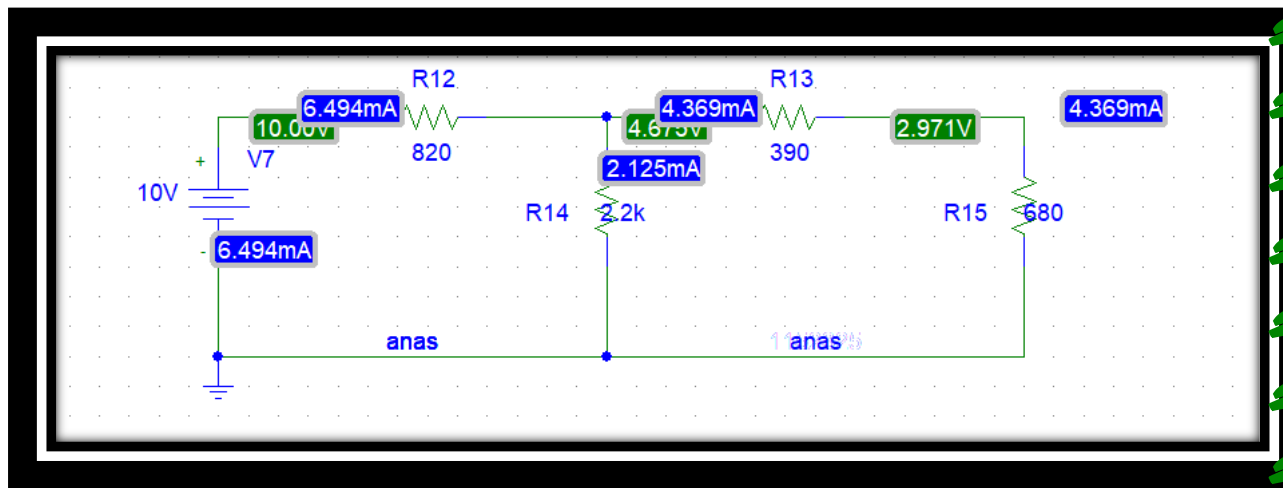 R12
R13
6.494mA
4.369mA
4.369mA
10.00V
4.675V
2.971V
+
V7
820
390
2.125mA
10V
R14
2.2k
R15
680
-
6.494mA
anas
anas